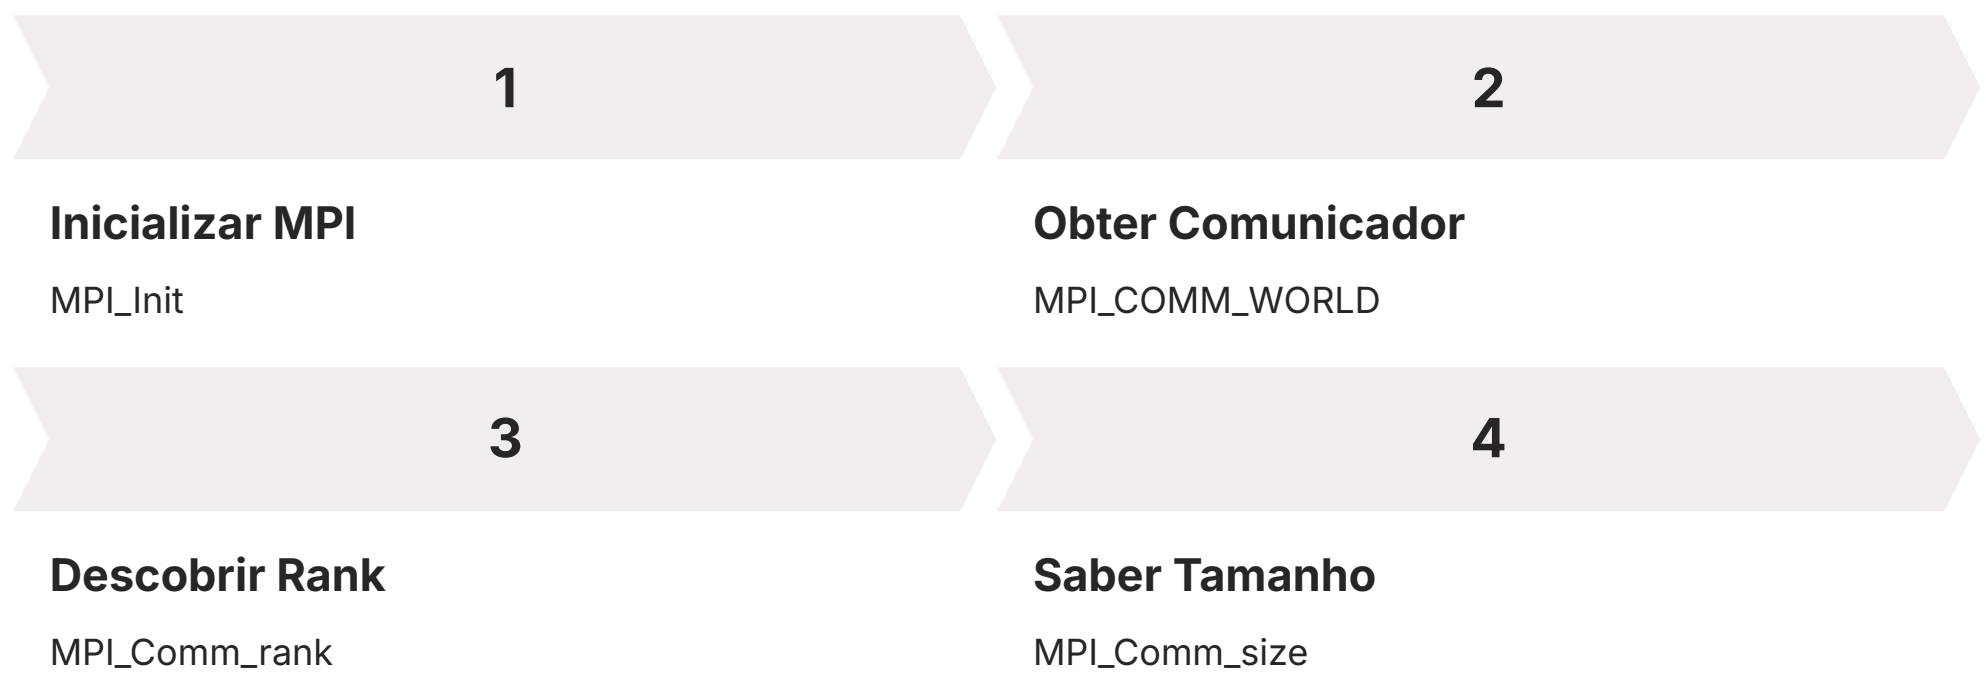 1
2
Inicializar MPI
MPI_Init
Obter Comunicador
MPI_COMM_WORLD
3
4
Descobrir Rank
MPI_Comm_rank
Saber Tamanho
MPI_Comm_size